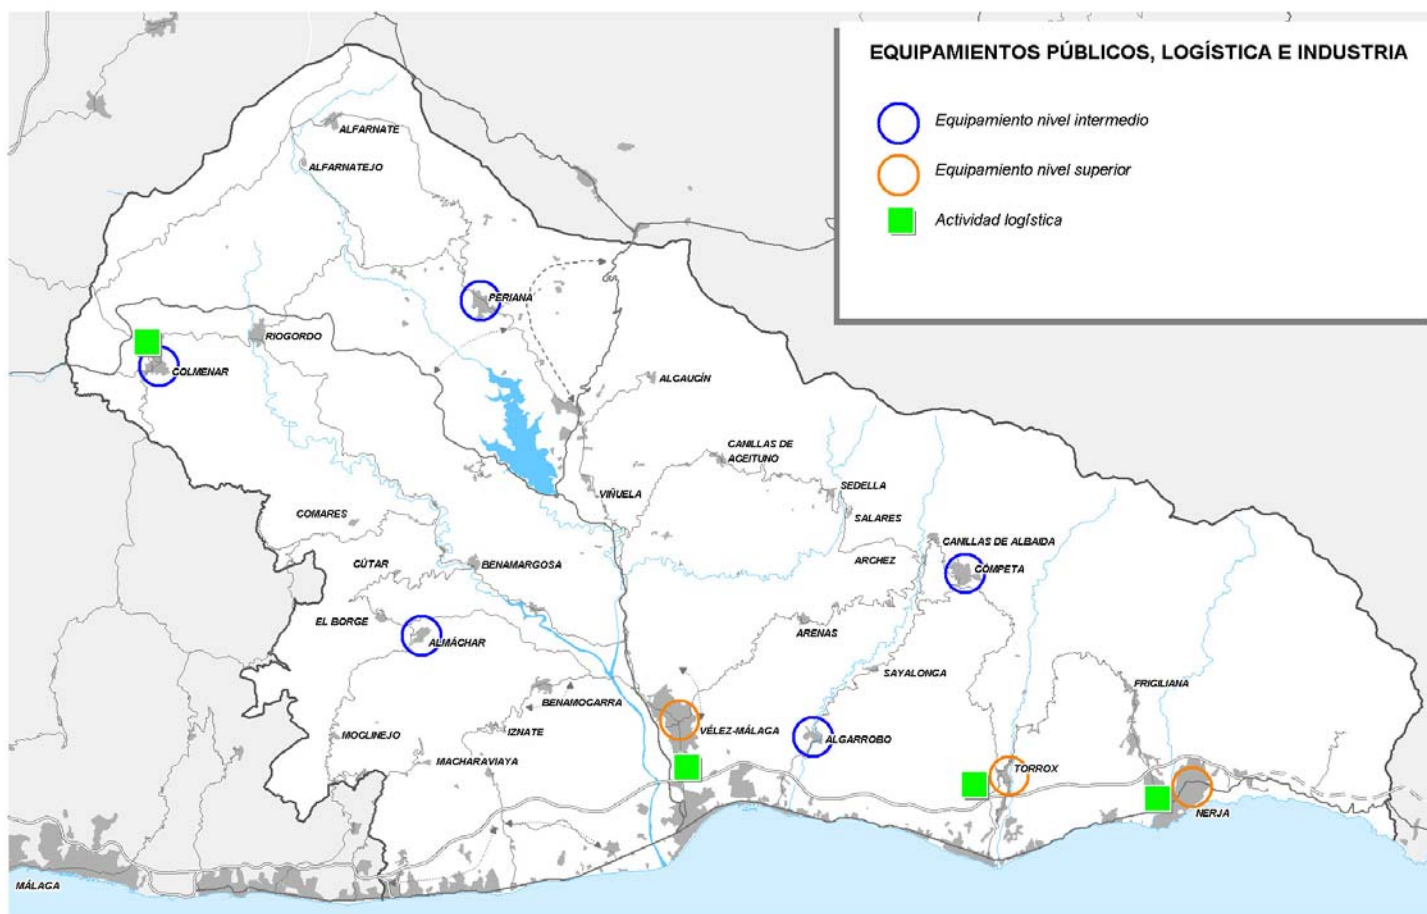 EQUIPAMIENTOS PÚBLICOS, LOGÍSTICA E INDUSTRIA
Equipamiento nivel intermedio
Equipamiento nivel superior
Actividad logística
ALFARNATE
ALFARNATEJO
PERIANA
RIOGORDO
COLMENAR
ALCAUCÍN
CANILLAS DE
ACEITUNO
SEDELLA
VIÑUELA
SALARES
COMARES
CANILLAS DE ALBAIDA
ARCHEZ
CÓMPETA
CÚTAR
BENAMARGOSA
EL BORGE
ARENAS
ALMÁCHAR
SAYALONGA
FRIGILIANA
BENAMOCARRA
IZNATE
VÉLEZ-MÁLAGA
MOCLINEJO
ALGARROBO
MACHARAVIAYA
TORROX
NERJA
MÁLAGA